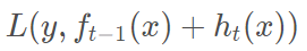 L(y, f_{t−1}(x) + h_t(x))